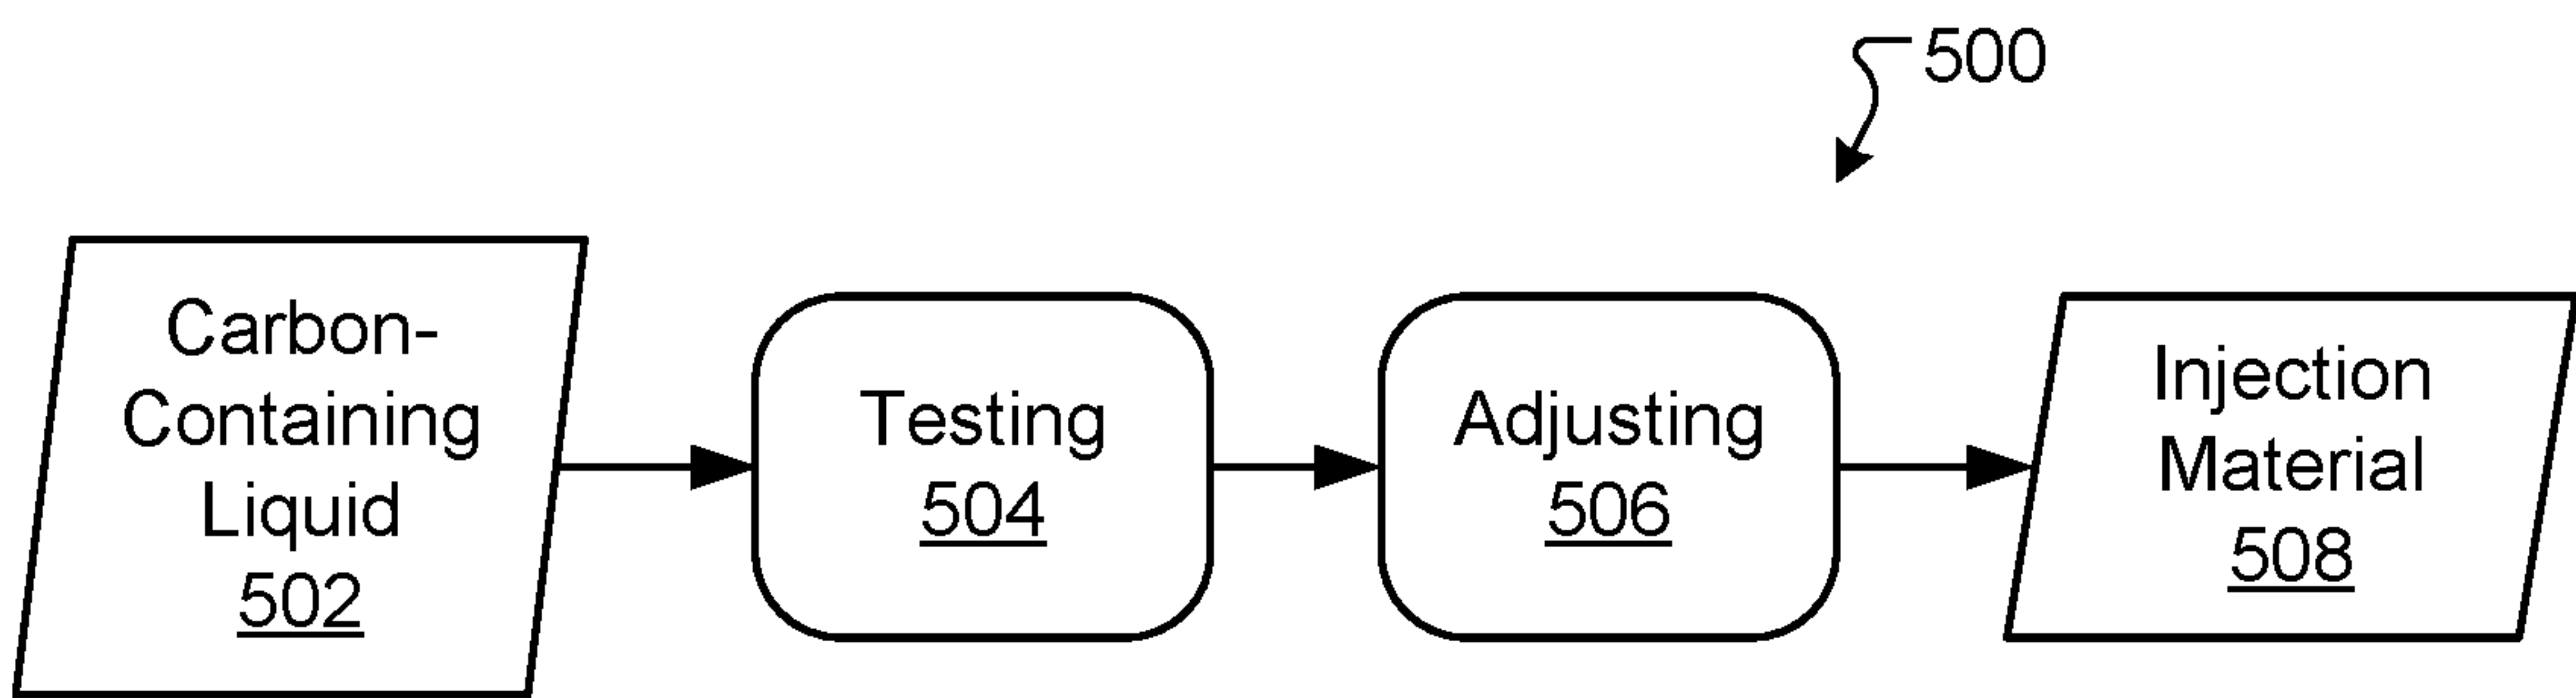 500
Carbon-
Containing
Liquid
502
Testing
504
Adjusting
506
Injection
Material
508